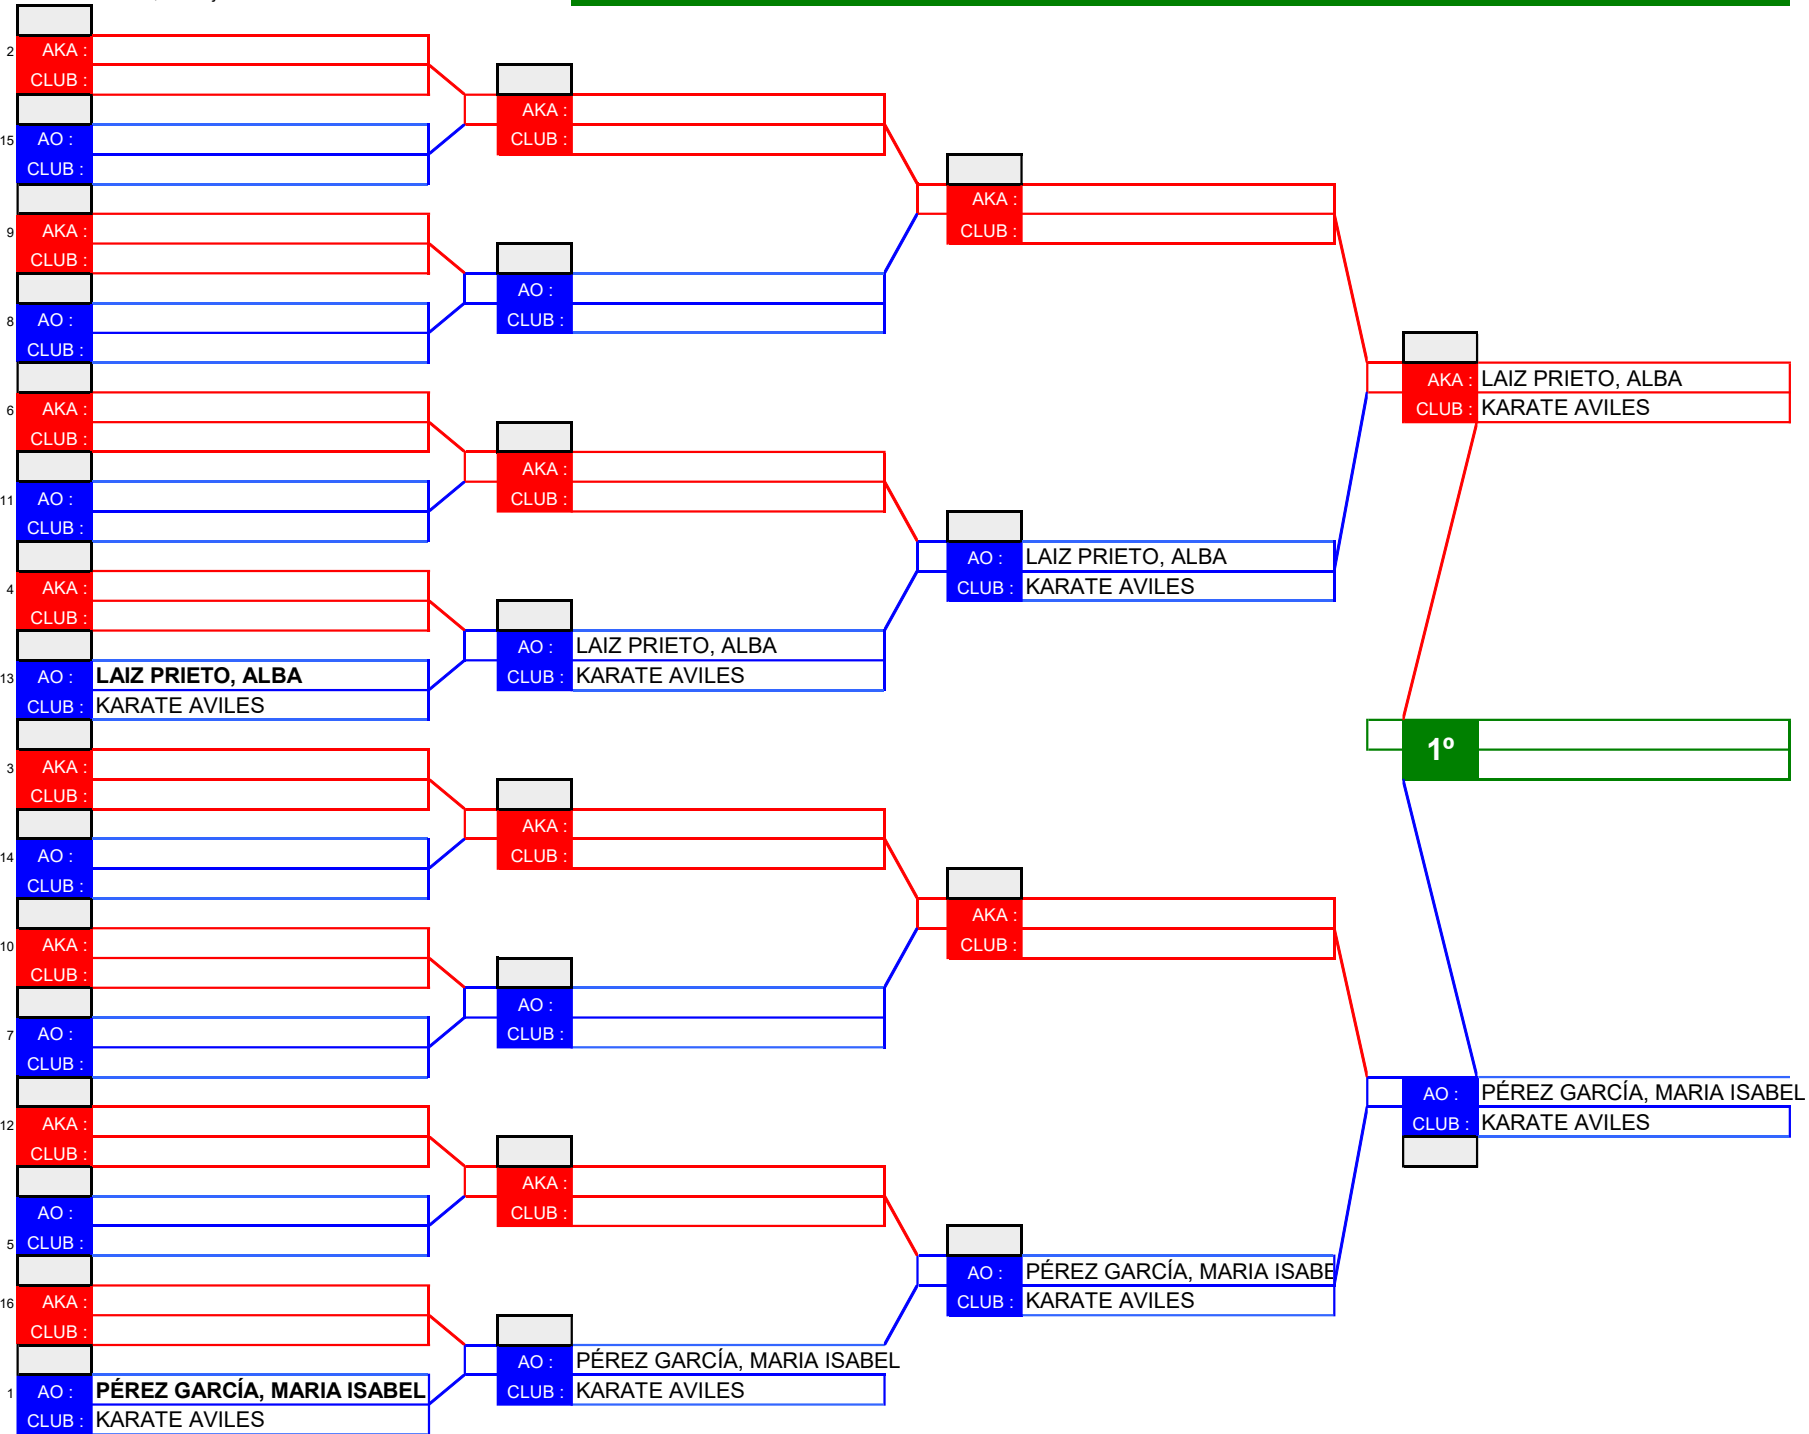 2 AKA :
CLUB :
15 AO :
CLUB :
9 AKA :
CLUB :
8 AO :
CLUB :
6 AKA :
CLUB :
11 AO :
CLUB :
4 AKA :
CLUB :
13 AO : LAIZ PRIETO, ALBA
CLUB : KARATE AVILES
3 AKA :
CLUB :
14 AO :
CLUB :
10 AKA :
CLUB :
7 AO :
CLUB :
12 AKA :
CLUB :
AO :
5 CLUB :
16 AKA :
CLUB :
1 AO : PÉREZ GARCÍA, MARIA ISABEL
CLUB : KARATE AVILES
AKA :
CLUB :
AO :
CLUB :
AKA :
CLUB :
AO : LAIZ PRIETO, ALBA
CLUB : KARATE AVILES
AKA :
CLUB :
AO :
CLUB :
AKA :
CLUB :
AO : PÉREZ GARCÍA, MARIA ISABEL
CLUB : KARATE AVILES
AKA :
CLUB :
AO : LAIZ PRIETO, ALBA
CLUB : KARATE AVILES
AKA :
CLUB :
AO : PÉREZ GARCÍA, MARIA ISABE
CLUB : KARATE AVILES
AKA : LAIZ PRIETO, ALBA
CLUB : KARATE AVILES
1º
AO : PÉREZ GARCÍA, MARIA ISABEL
CLUB : KARATE AVILES